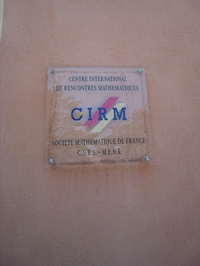 CENTRE INTERNATIONAL
DE RENCONTRES MATHEMATIQUES
CIRM
SOCIETE MATHEMATIQUE DE FRANCE
C.N.R.S. - M.E.N.R.